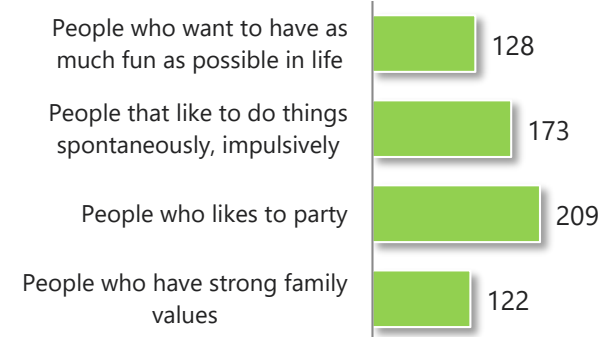 People who want to have as
much fun as possible in life
128
People that like to do things
spontaneously, impulsively
173
People who likes to party
209
People who have strong family
values
122